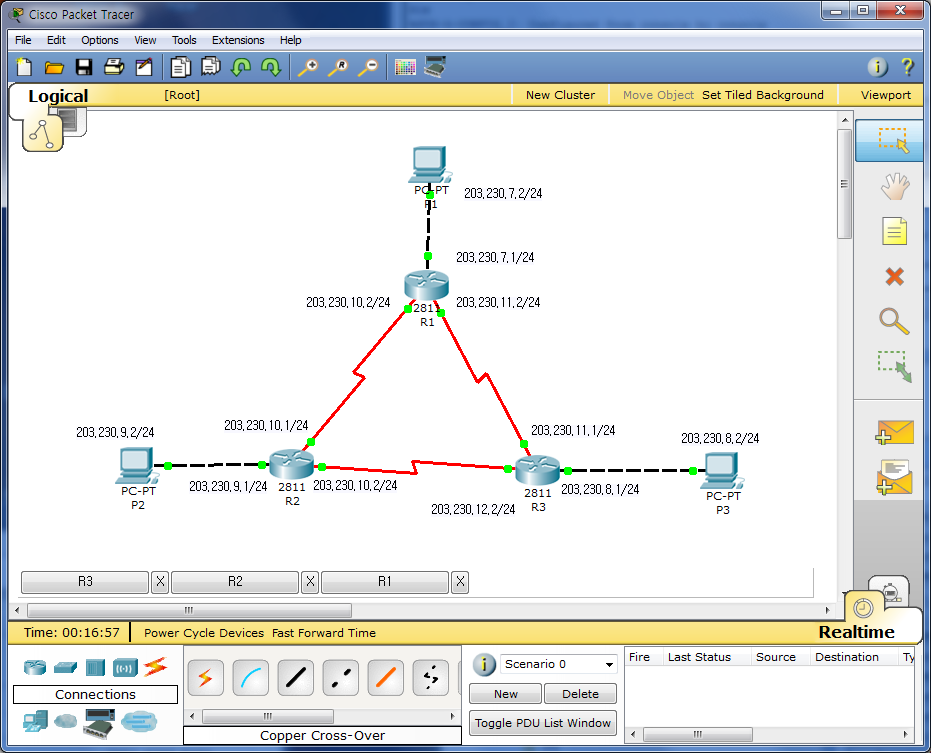 Cisco Packet Tracer
File Edit Options View Tools Extensions Help
Logical [Root] New Cluster Move Object Set Tiled Background Viewport
PC-PT
P1
203,230,7,2/24
203,230,7,1/24
203,230,10,2/24
203,230,11,2/24
2811
R1
203,230,10,1/24
203,230,11,1/24
203,230,9,2/24
203,230,8,2/24
203,230,9,1/24
203,230,10,2/24
203,230,8,1/24
PC-PT
P2
2811
R2
2811
R3
PC-PT
P3
203,230,12,2/24
R3 X R2 X R1 X
Time: 00:16:57 Power Cycle Devices Fast Forward Time Realtime
Connections
Copper Cross-Over
Scenario 0
New Delete
Toggle PDU List Window
Fire Last Status Source Destination Ty